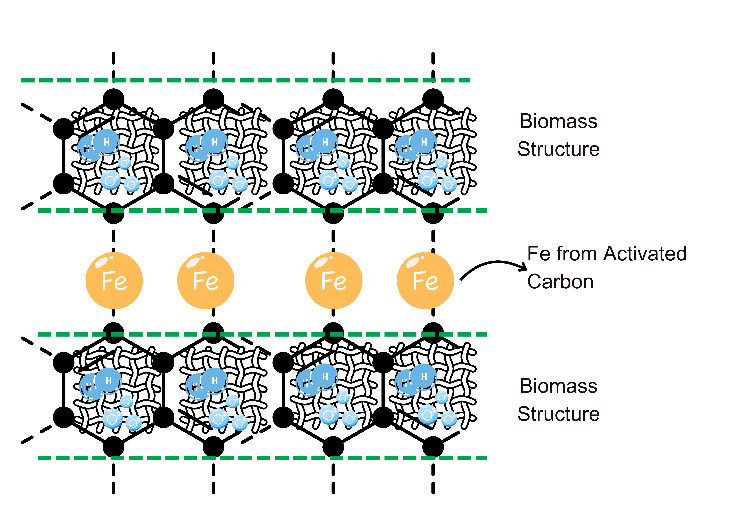 Biomass
Structure
H H H H
Fe Fe Fe Fe
Fe from Activated
Carbon
H H H H
Biomass
Structure